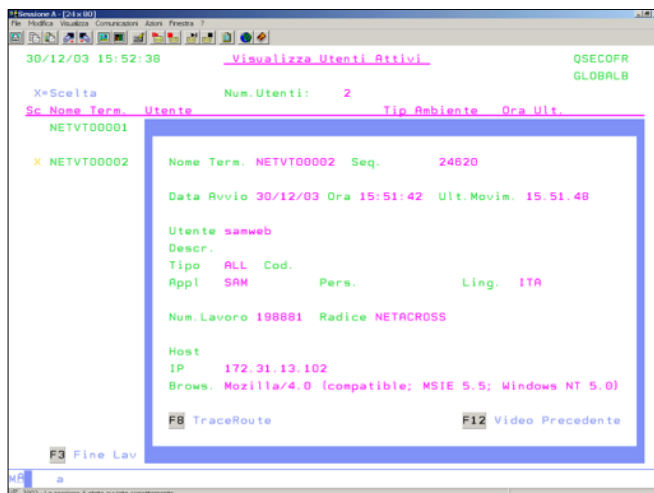 Sessione A - [24 x 80]
File Modifica Visualizza Comunicazioni Azioni Finestra ?
30/12/03 15:52:38 Visualizza Utenti Attivi QSECOFR
GLOBALB
X=Scelta Num.Utenti: 2
Sc Nome Term. Utente Tip Ambiente Ora Ult.
NETVT00001
X NETVT00002
Nome Term. NETVT00002 Seq. 24620
Data Avvio 30/12/03 Ora 15:51:42 Ult.Movim. 15.51.48
Utente samweb
Descr.
Tipo ALL Cod.
Appl SAM Pers. Ling. ITA
Num.Lavoro 198881 Radice NETACROSS
Host
IP 172.31.13.102
Brows. Mozilla/4.0 (compatible; MSIE 5.5; Windows NT 5.0)
F8 TraceRoute F12 Video Precedente
F3 Fine Lav
MA a